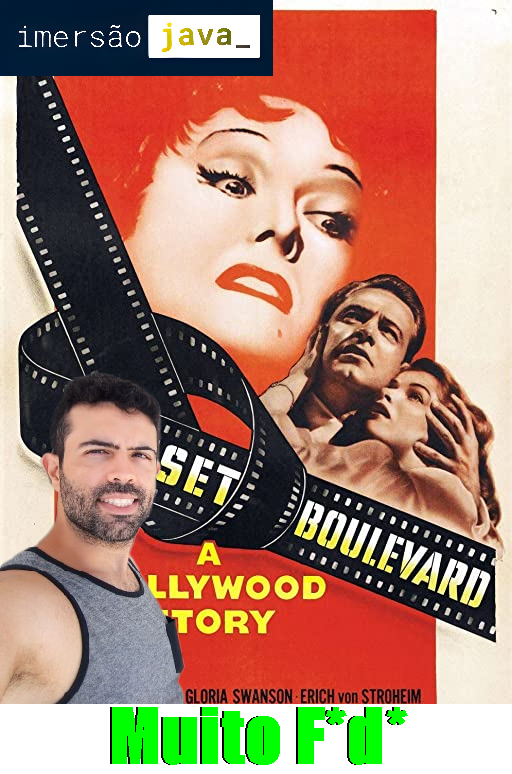 imersão java_
SET
BOULEVARD
A
LLYWOOD
TORY
GLORIA SWANSON · ERICH von STROHEIM
Muito F*d*